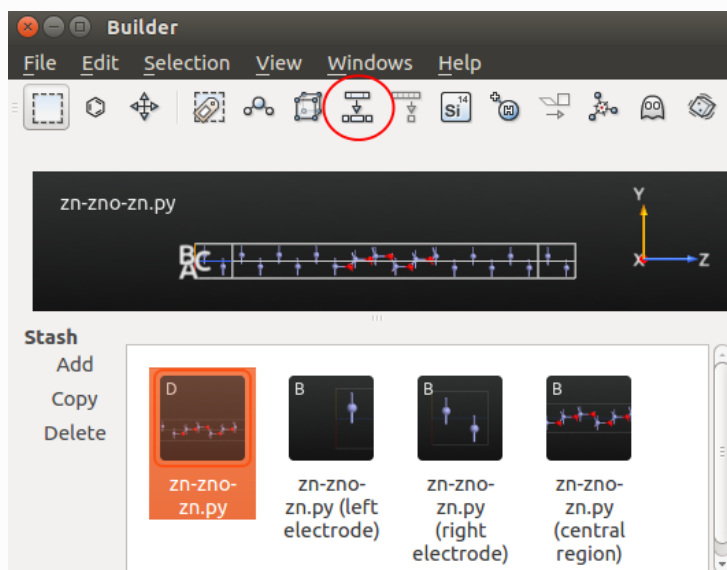 Builder
File Edit Selection View Windows Help
Si 14
H
zn-zno-zn.py
B
C
A
Y
X
Z
Stash
Add
Copy
Delete
D
B
B
B
zn-zno-
zn.py
zn-zno-
zn.py (left
electrode)
zn-zno-
zn.py
(right
electrode)
zn-zno-
zn.py
(central
region)